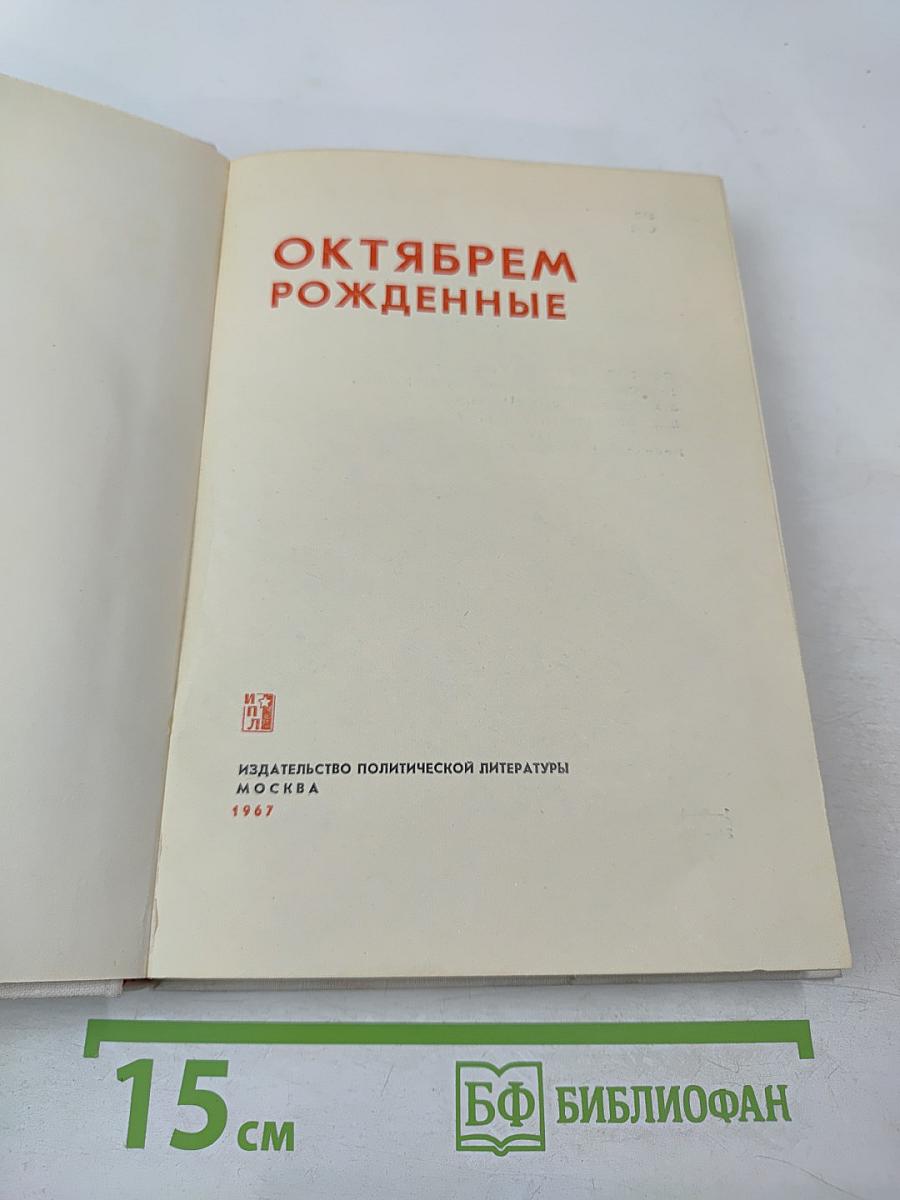 ОКТЯБРЕМ
РОЖДЕННЫЕ
И
П
Л
ИЗДАТЕЛЬСТВО ПОЛИТИЧЕСКОЙ ЛИТЕРАТУРЫ
МОСКВА
1967
15 см
БФ БИБЛИОФАН